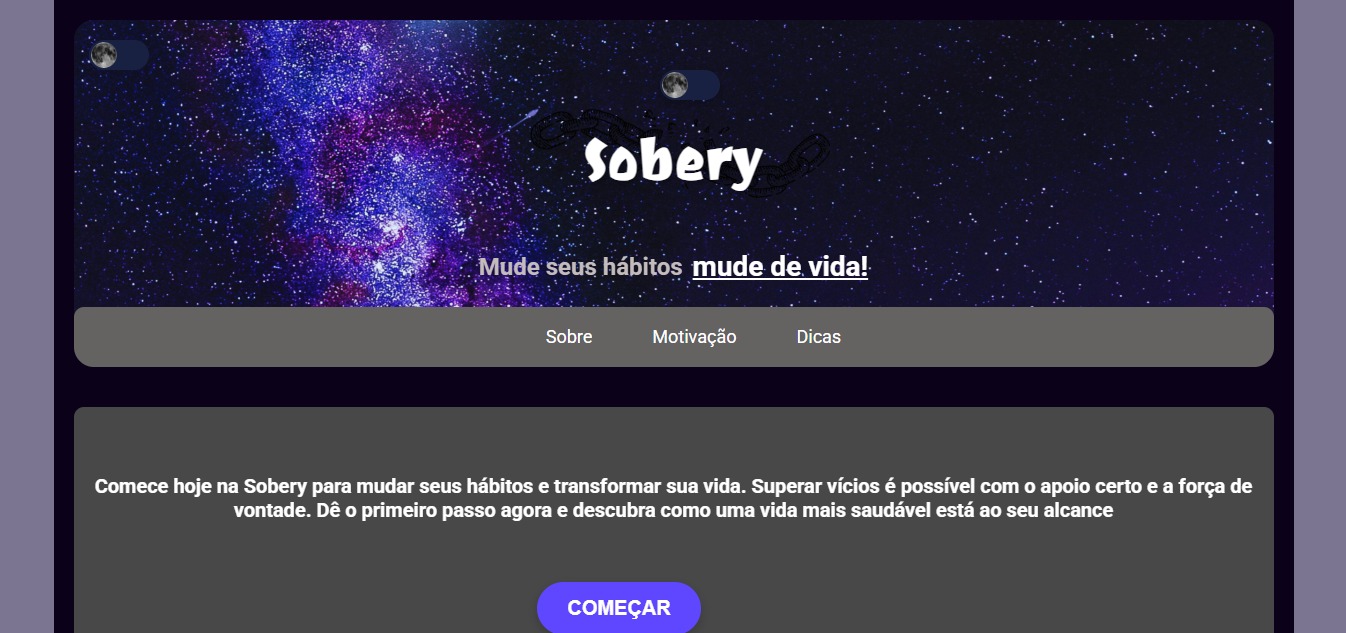 Sobery
Mude seus hábitos mude de vida!
Sobre Motivação Dicas
Comece hoje na Sobery para mudar seus hábitos e transformar sua vida. Superar vícios é possível com o apoio certo e a força de
vontade. Dê o primeiro passo agora e descubra como uma vida mais saudável está ao seu alcance
COMEÇAR